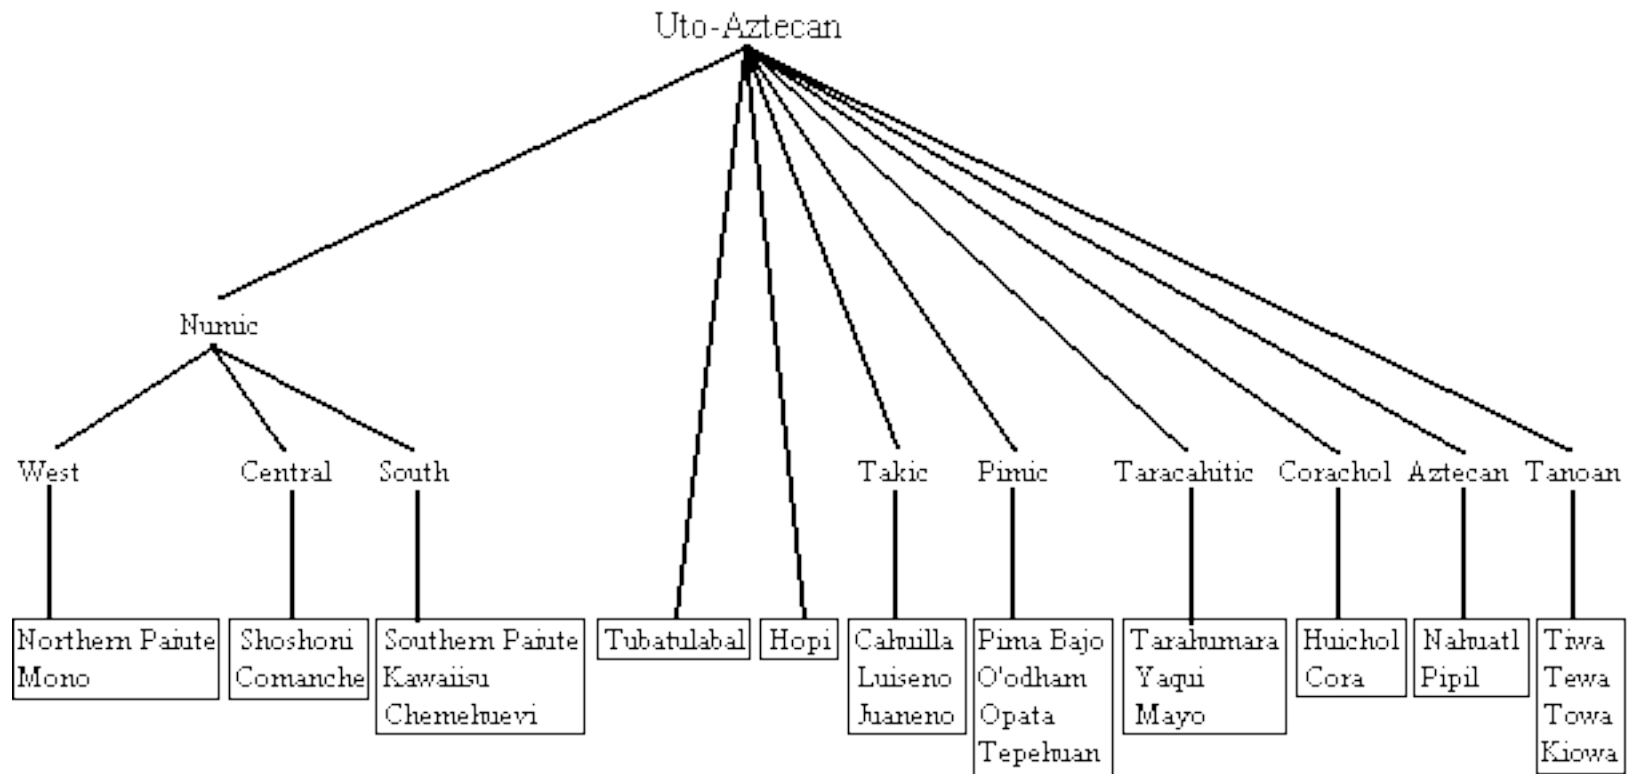 Uto-Aztecan
Numic
West
Central
South
Takic
Pimic
Taracahitic
Corachol
Aztecan
Tanoan
Northern Paiute
Mono
Shoshoni
Comanche
Southern Paiute
Kawaiisu
Chemehuevi
Tubatulabal
Hopi
Cahuilla
Luiseno
Juaneno
Pima Bajo
O'odham
Opata
Tepehuan
Tarahumara
Yaqui
Mayo
Huichol
Cora
Nahuatl
Pipil
Tiwa
Tewa
Towa
Kiowa